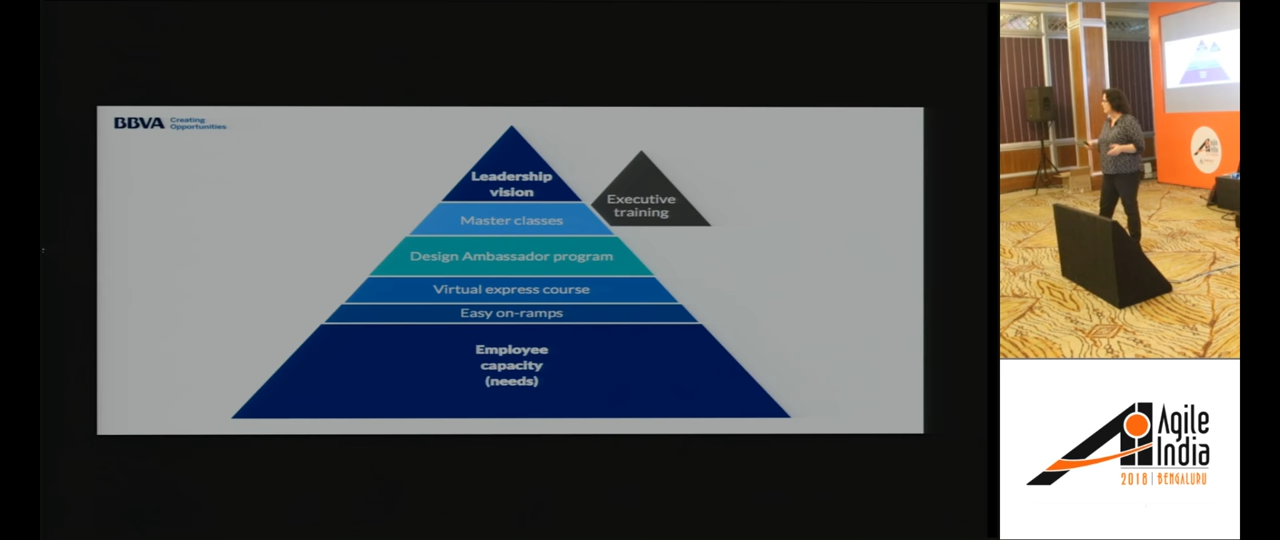 BBVA
Creating
Opportunities
Leadership
vision
Executive
training
Master classes
Design Ambassador program
Virtual express course
Easy on-ramps
Employee
capacity
(needs)
Agile
India
2018 | BENGALURU